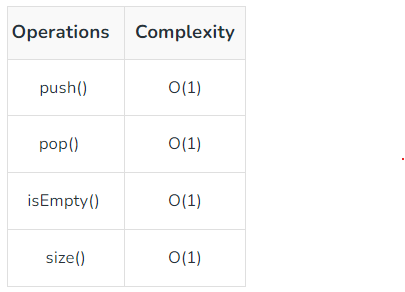 Operations Complexity
push() O(1)
pop() O(1)
isEmpty() O(1)
size() O(1)